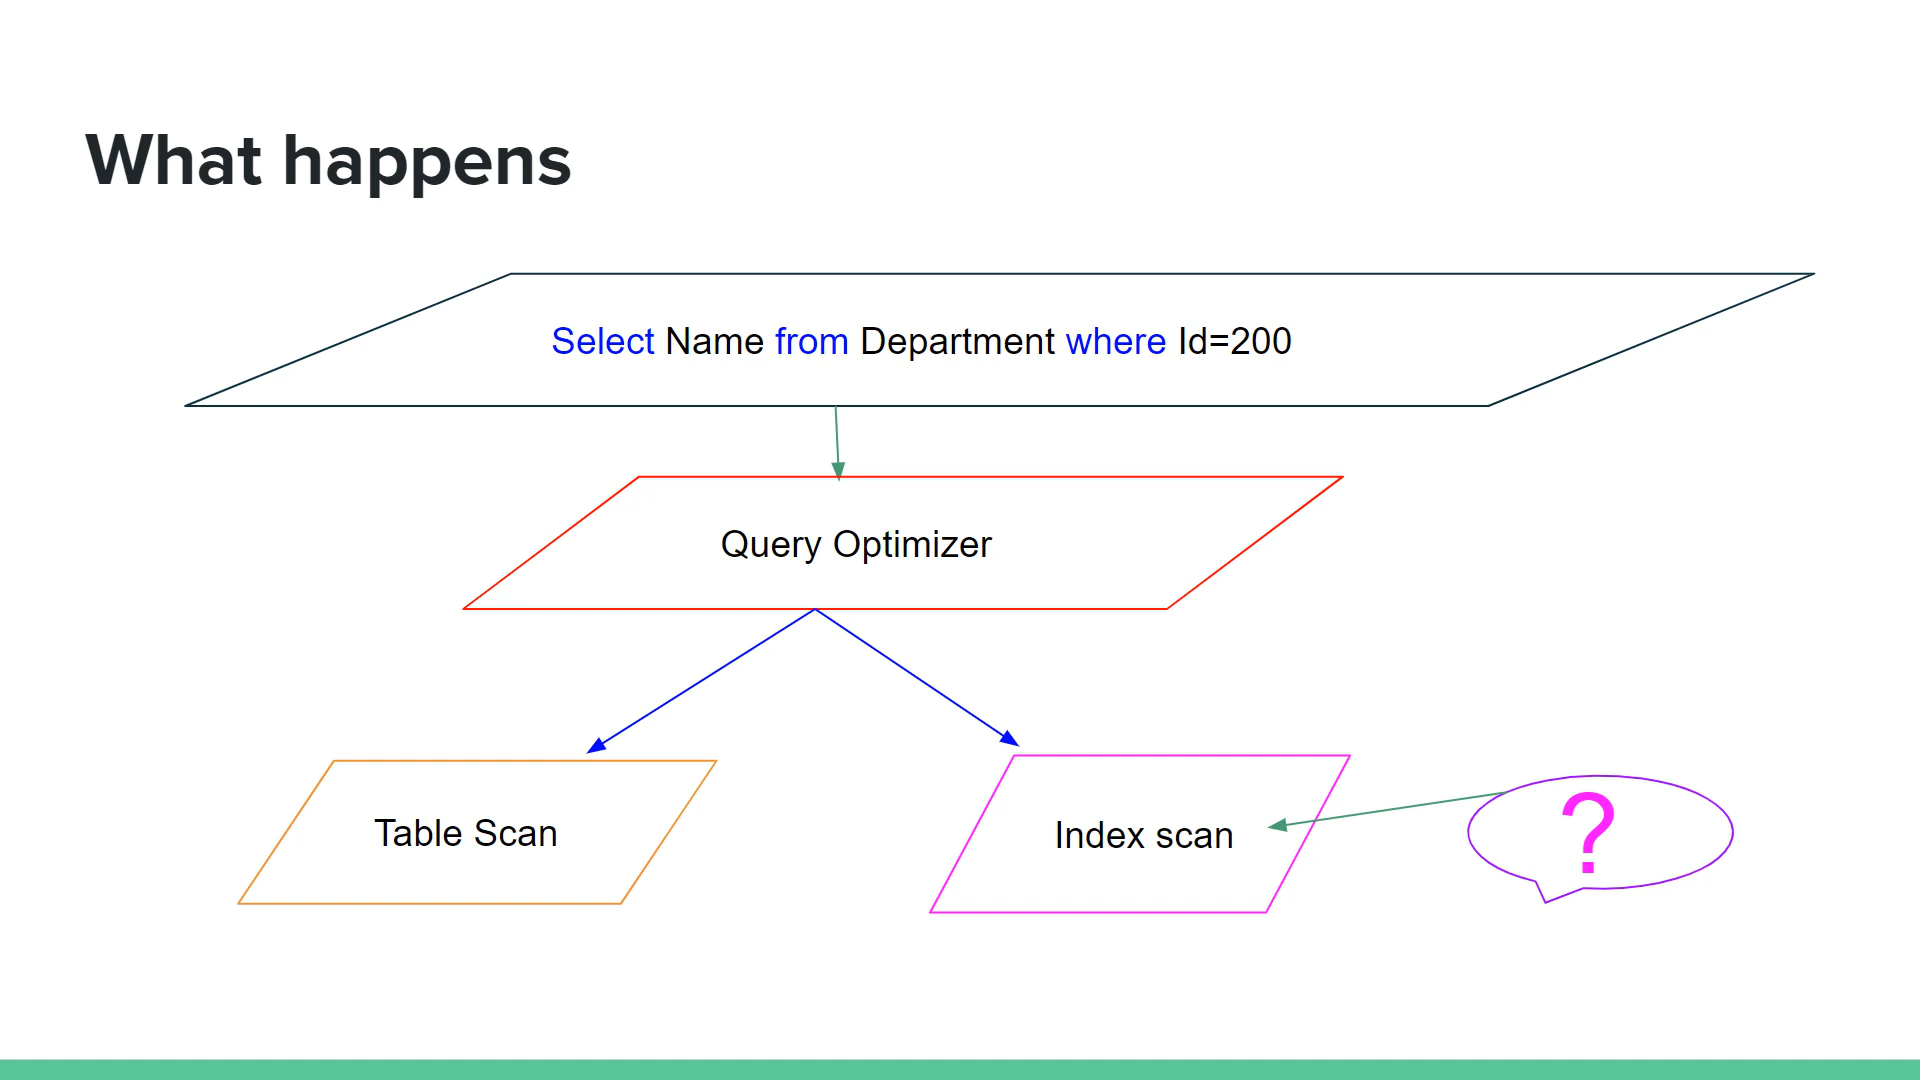 What happens
Select Name from Department where Id=200
Query Optimizer
Table Scan
Index scan
?